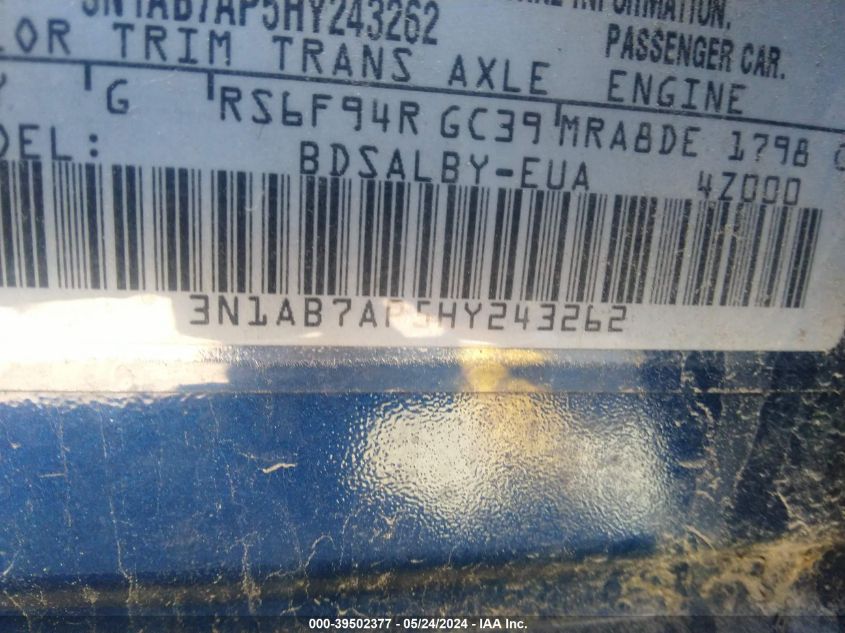 3N1AB7AP5HY243262
INFORMATION.
PASSENGER CAR.
TRIM TRANS AXLE ENGINE
G RS6F94R GC39 MRA8DE 1798
DEL:
BDSALBY-EUA
4Z000
3N1AB7AP5HY243262
000-39502377 - 05/24/2024 - IAA Inc.